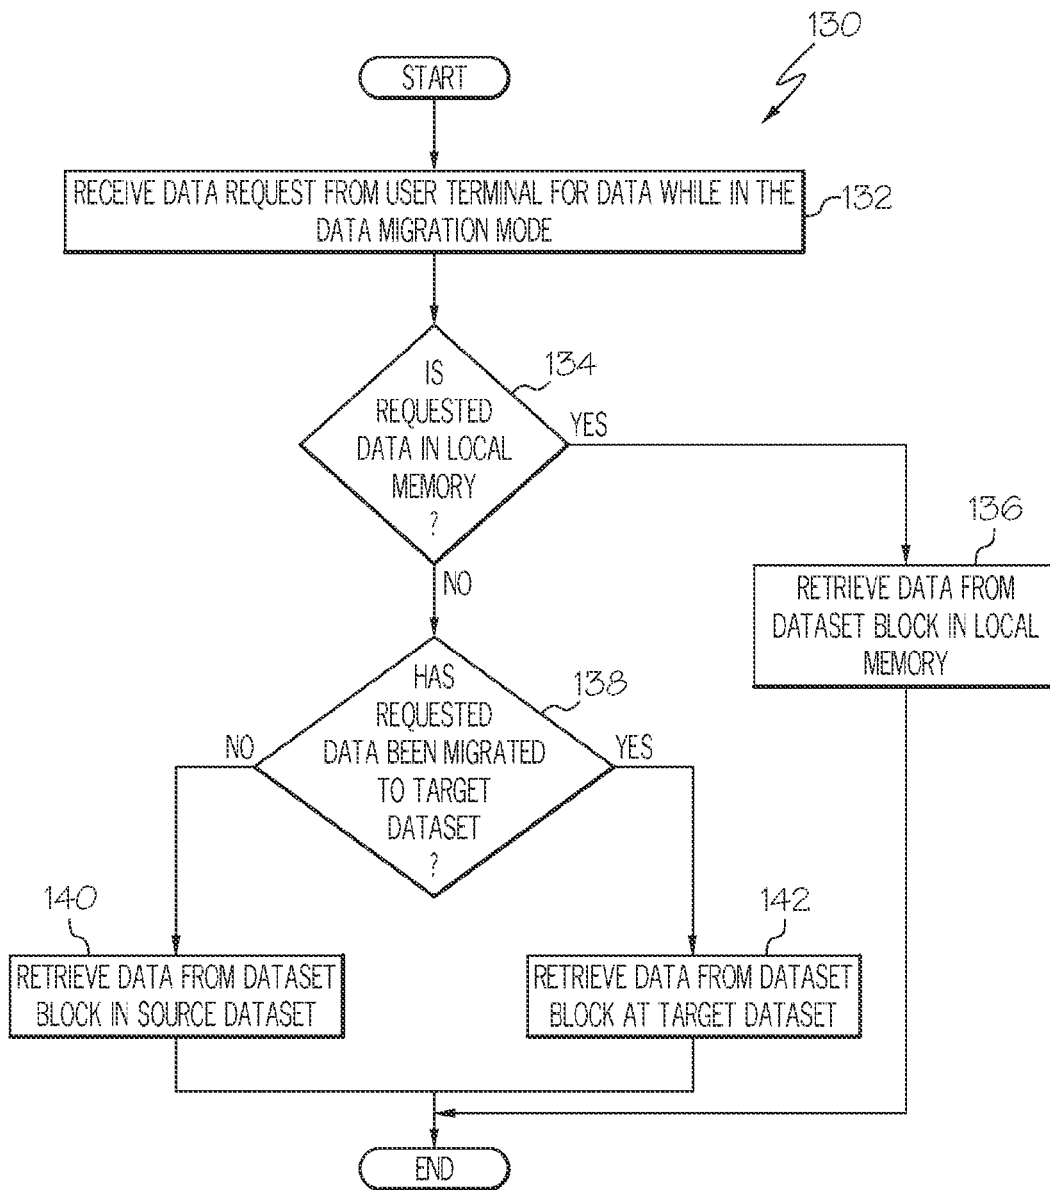 130
START
RECEIVE DATA REQUEST FROM USER TERMINAL FOR DATA WHILE IN THE
DATA MIGRATION MODE
132
IS
REQUESTED
DATA IN LOCAL
MEMORY
?
134
YES
NO
136
RETRIEVE DATA FROM
DATASET BLOCK IN LOCAL
MEMORY
HAS
REQUESTED
DATA BEEN MIGRATED
TO TARGET
DATASET
?
138
NO
YES
140
RETRIEVE DATA FROM DATASET
BLOCK IN SOURCE DATASET
142
RETRIEVE DATA FROM DATASET
BLOCK AT TARGET DATASET
END